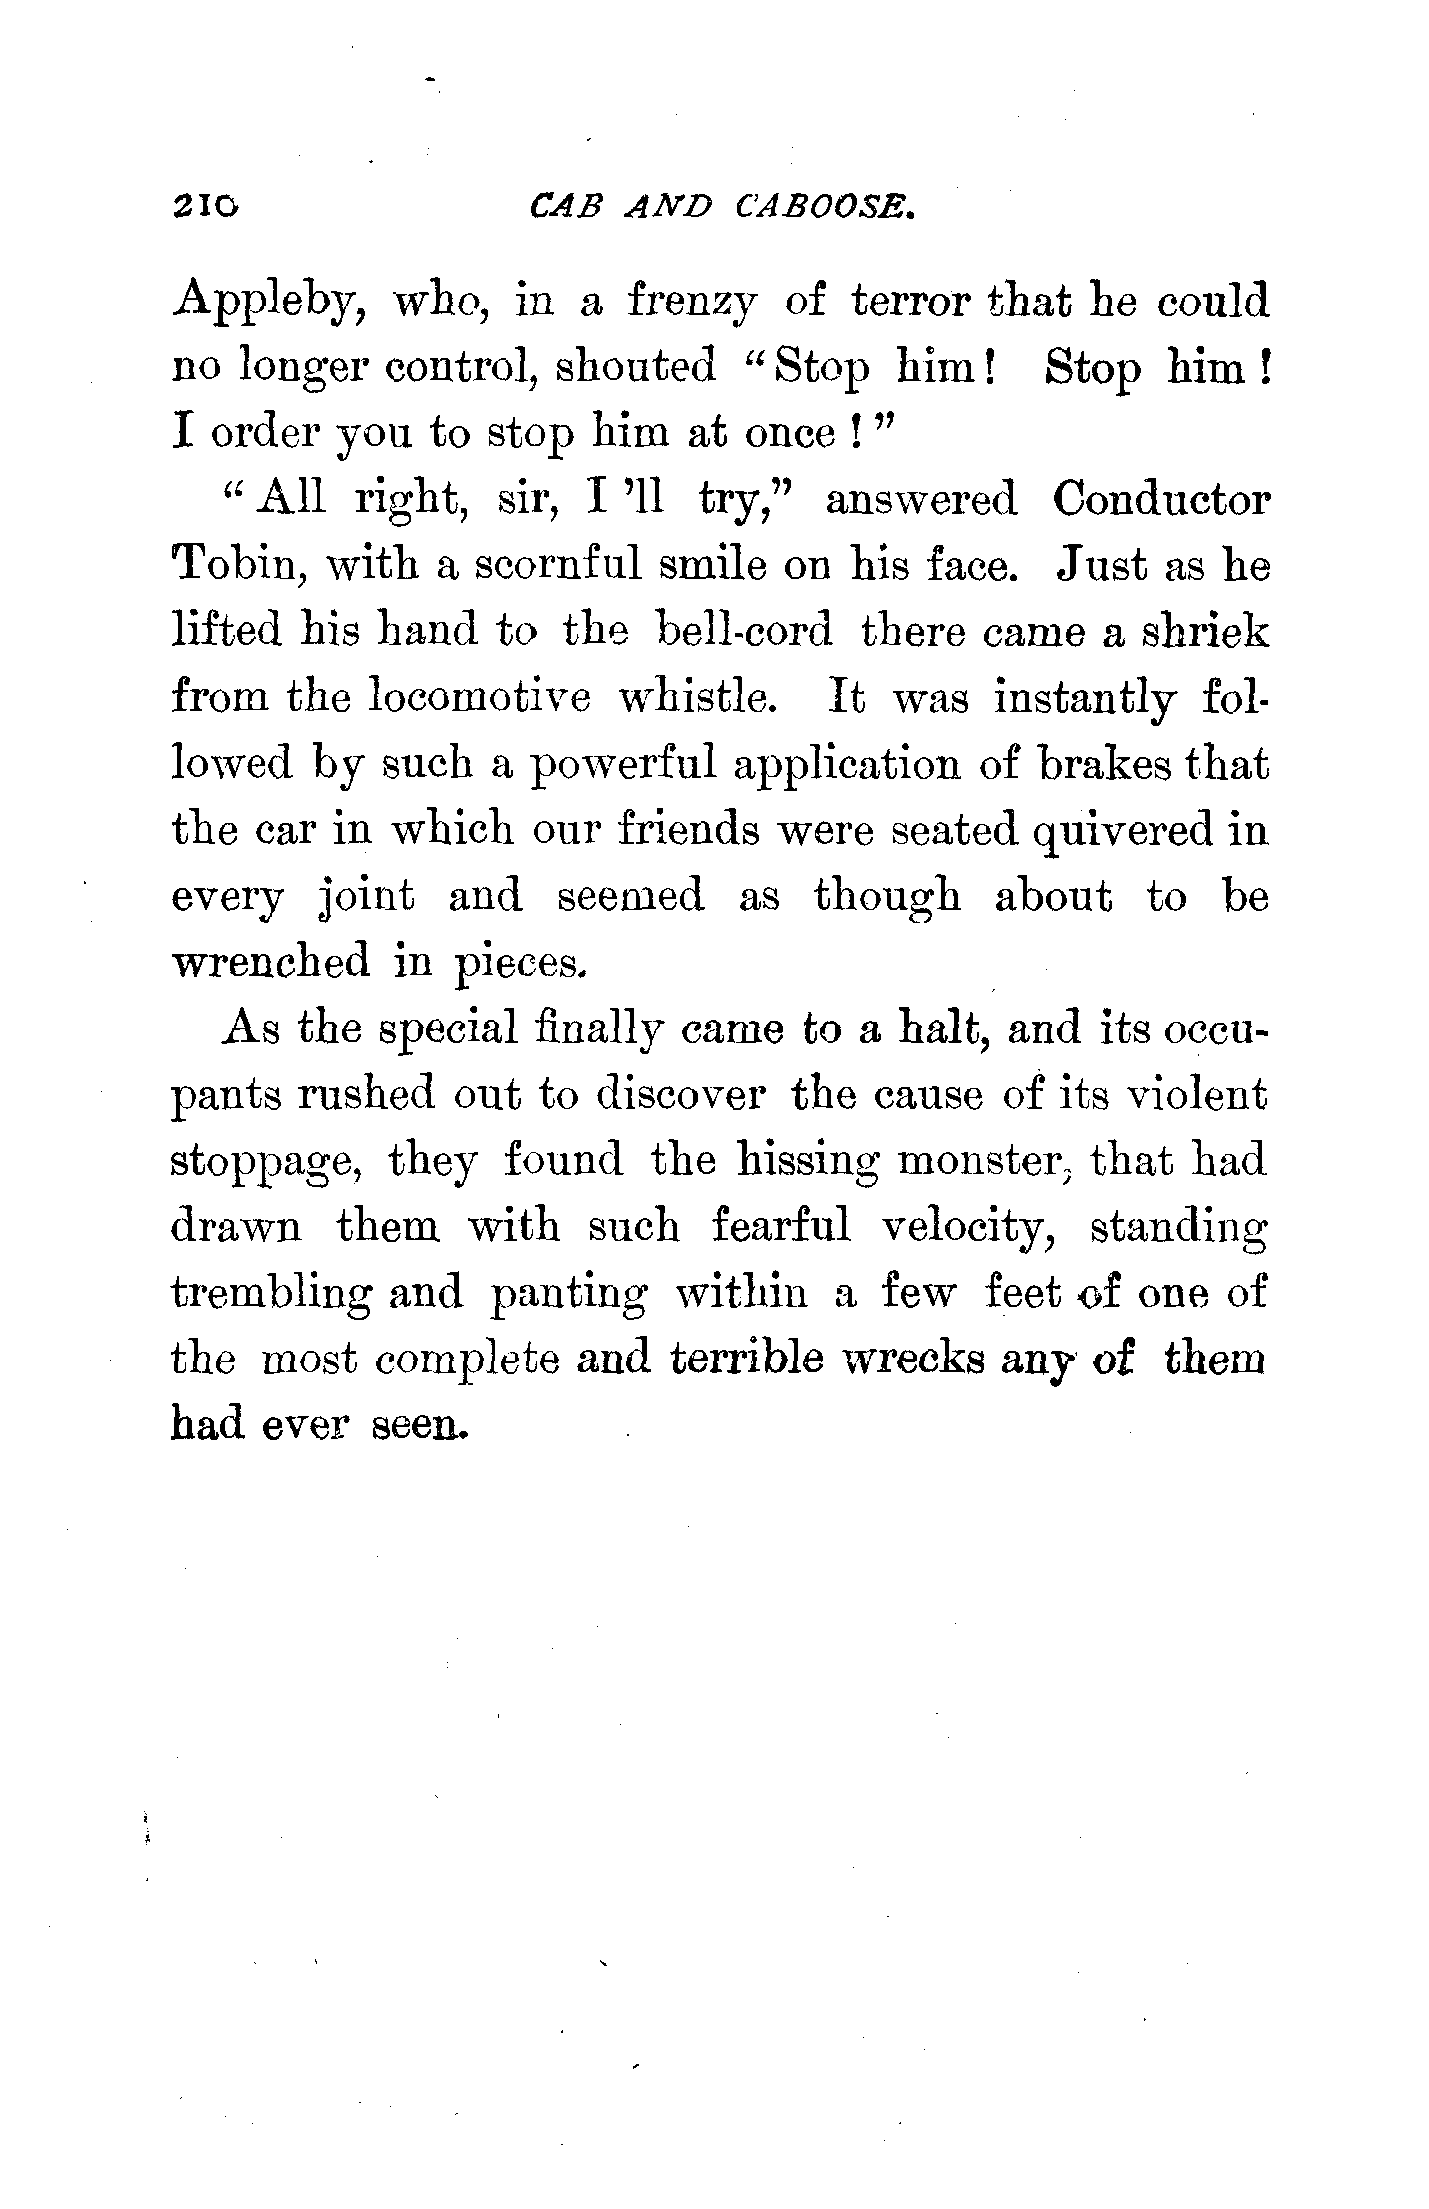 210 CAB AND CABOOSE.
Appleby, who, in a frenzy of terror that he could
no longer control, shouted “Stop him! Stop him!
I order you to stop him at once!”
“All right, sir, I’ll try,” answered Conductor
Tobin, with a scornful smile on his face. Just as he
lifted his hand to the bell-cord there came a shriek
from the locomotive whistle. It was instantly fol-
lowed by such a powerful application of brakes that
the car in which our friends were seated quivered in
every joint and seemed as though about to be
wrenched in pieces.
As the special finally came to a halt, and its occu-
pants rushed out to discover the cause of its violent
stoppage, they found the hissing monster, that had
drawn them with such fearful velocity, standing
trembling and panting within a few feet of one of
the most complete and terrible wrecks any of them
had ever seen.